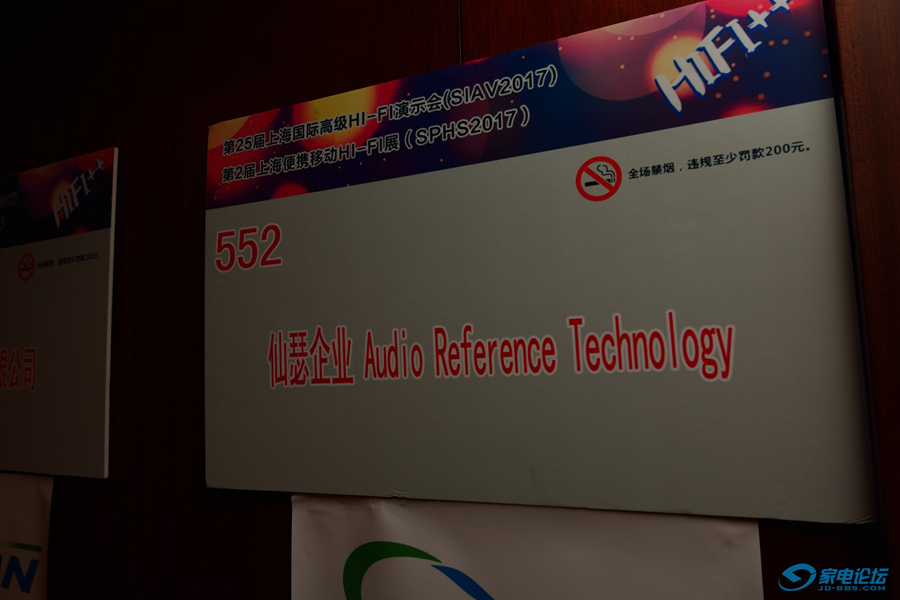 第25届上海国际高级HI-FI演示会(SIAV2017)
第2届上海便携移动HI-FI展（SPHS2017）
HIFI++
全场禁烟，违规至少罚款200元。
552
仙瑟企业 Audio Reference Technology
HIFI++
限公司
家电论坛
JD-BBS.COM